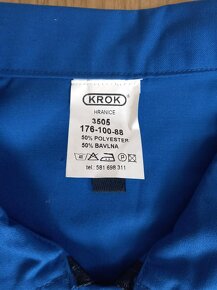 KROK
HRANICE
3505
176-100-88
50% POLYESTER
50% BAVLNA
tel.: 581 698 311